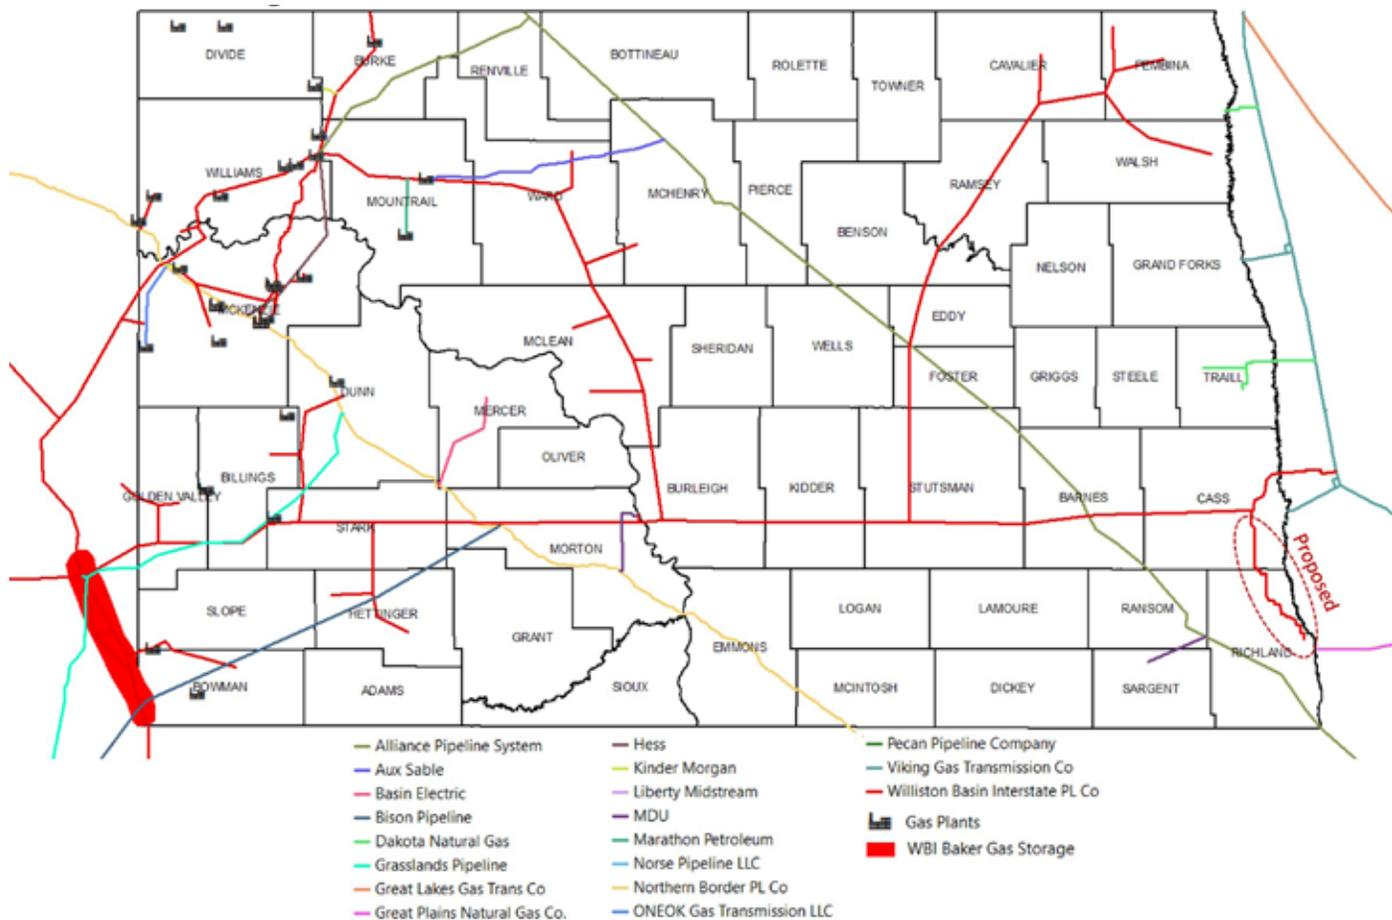 DIVIDE
BURKE
RENVILLE
BOTTINEAU
ROLETTE
TOWNER
CAVALIER
PEMBINA
WILLIAMS
MOUNTRAIL
WARD
MCHENRY
PIERCE
BENSON
RAMSEY
WALSH
NELSON
GRAND FORKS
MCKENZIE
DUNN
MCLEAN
MERCER
OLIVER
SHERIDAN
WELLS
EDDY
FOSTER
GRIGGS
STEELE
TRAILL
GOLDEN VALLEY
BILLINGS
STARK
MORTON
BURLEIGH
KIDDER
STUTSMAN
BARNES
CASS
Proposed
SLOPE
HETTINGER
GRANT
SIOUX
EMMONS
LOGAN
LAMOURE
RANSOM
RICHLAND
BOWMAN
ADAMS
MCINTOSH
DICKEY
SARGENT
Alliance Pipeline System
Aux Sable
Basin Electric
Bison Pipeline
Dakota Natural Gas
Grasslands Pipeline
Great Lakes Gas Trans Co
Great Plains Natural Gas Co.
Hess
Kinder Morgan
Liberty Midstream
MDU
Marathon Petroleum
Norse Pipeline LLC
Northern Border PL Co
ONEOK Gas Transmission LLC
Pecan Pipeline Company
Viking Gas Transmission Co
Williston Basin Interstate PL Co
Gas Plants
WBI Baker Gas Storage